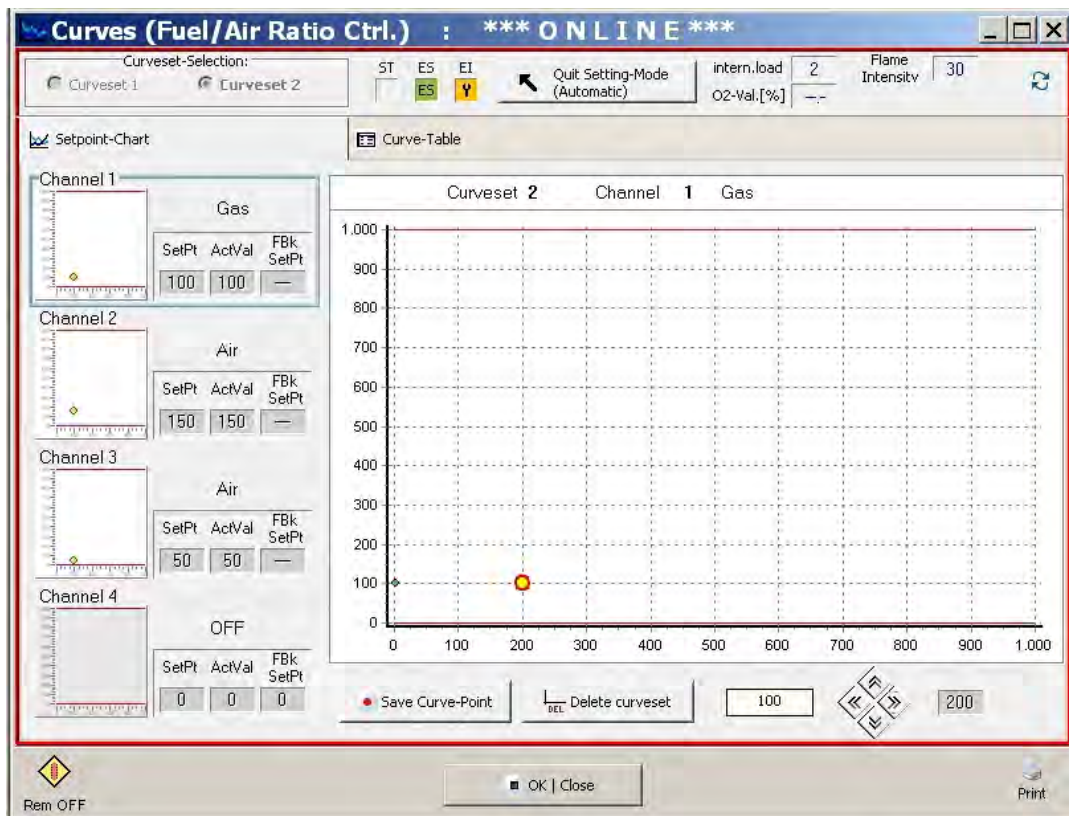 Curves (Fuel/Air Ratio Ctrl.) : *** O N L I N E ***
Curveset-Selection:
Curveset 1 Curveset 2
ST ES EI
ES Y
Quit Setting-Mode
(Automatic)
intern.load 2
O2-Val.[%] --.-
Flame
Intensity 30
Setpoint-Chart
Curve-Table
Channel 1
Gas
SetPt ActVal FBk
SetPt
100 100 —
Channel 2
Air
SetPt ActVal FBk
SetPt
150 150 —
Channel 3
Air
SetPt ActVal FBk
SetPt
50 50 —
Channel 4
OFF
SetPt ActVal FBk
SetPt
0 0 0
Curveset 2 Channel 1 Gas
1.000
900
800
700
600
500
400
300
200
100
0
0 100 200 300 400 500 600 700 800 900 1.000
Save Curve-Point
DEL Delete curveset
100
200
Rem OFF
OK | Close
Print